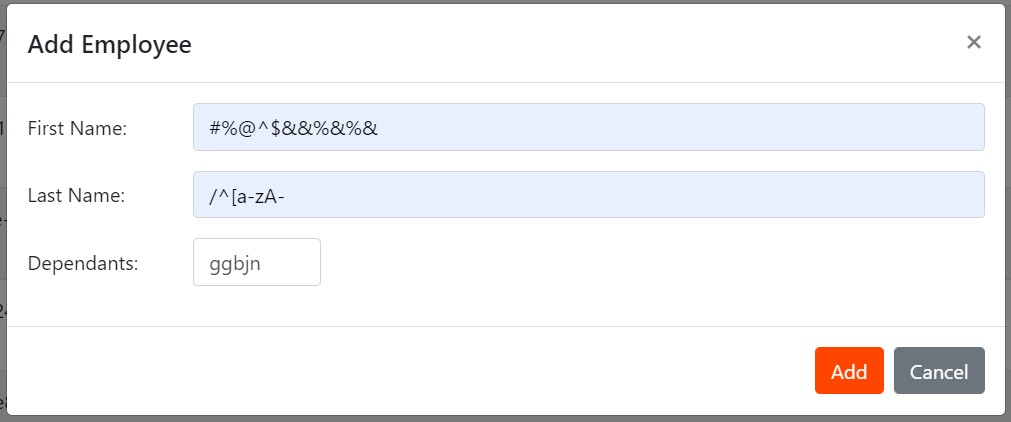 Add Employee ×
First Name: #%@^$&&%&%&
Last Name: /^[a-zA-
Dependants: ggbjn
Add Cancel